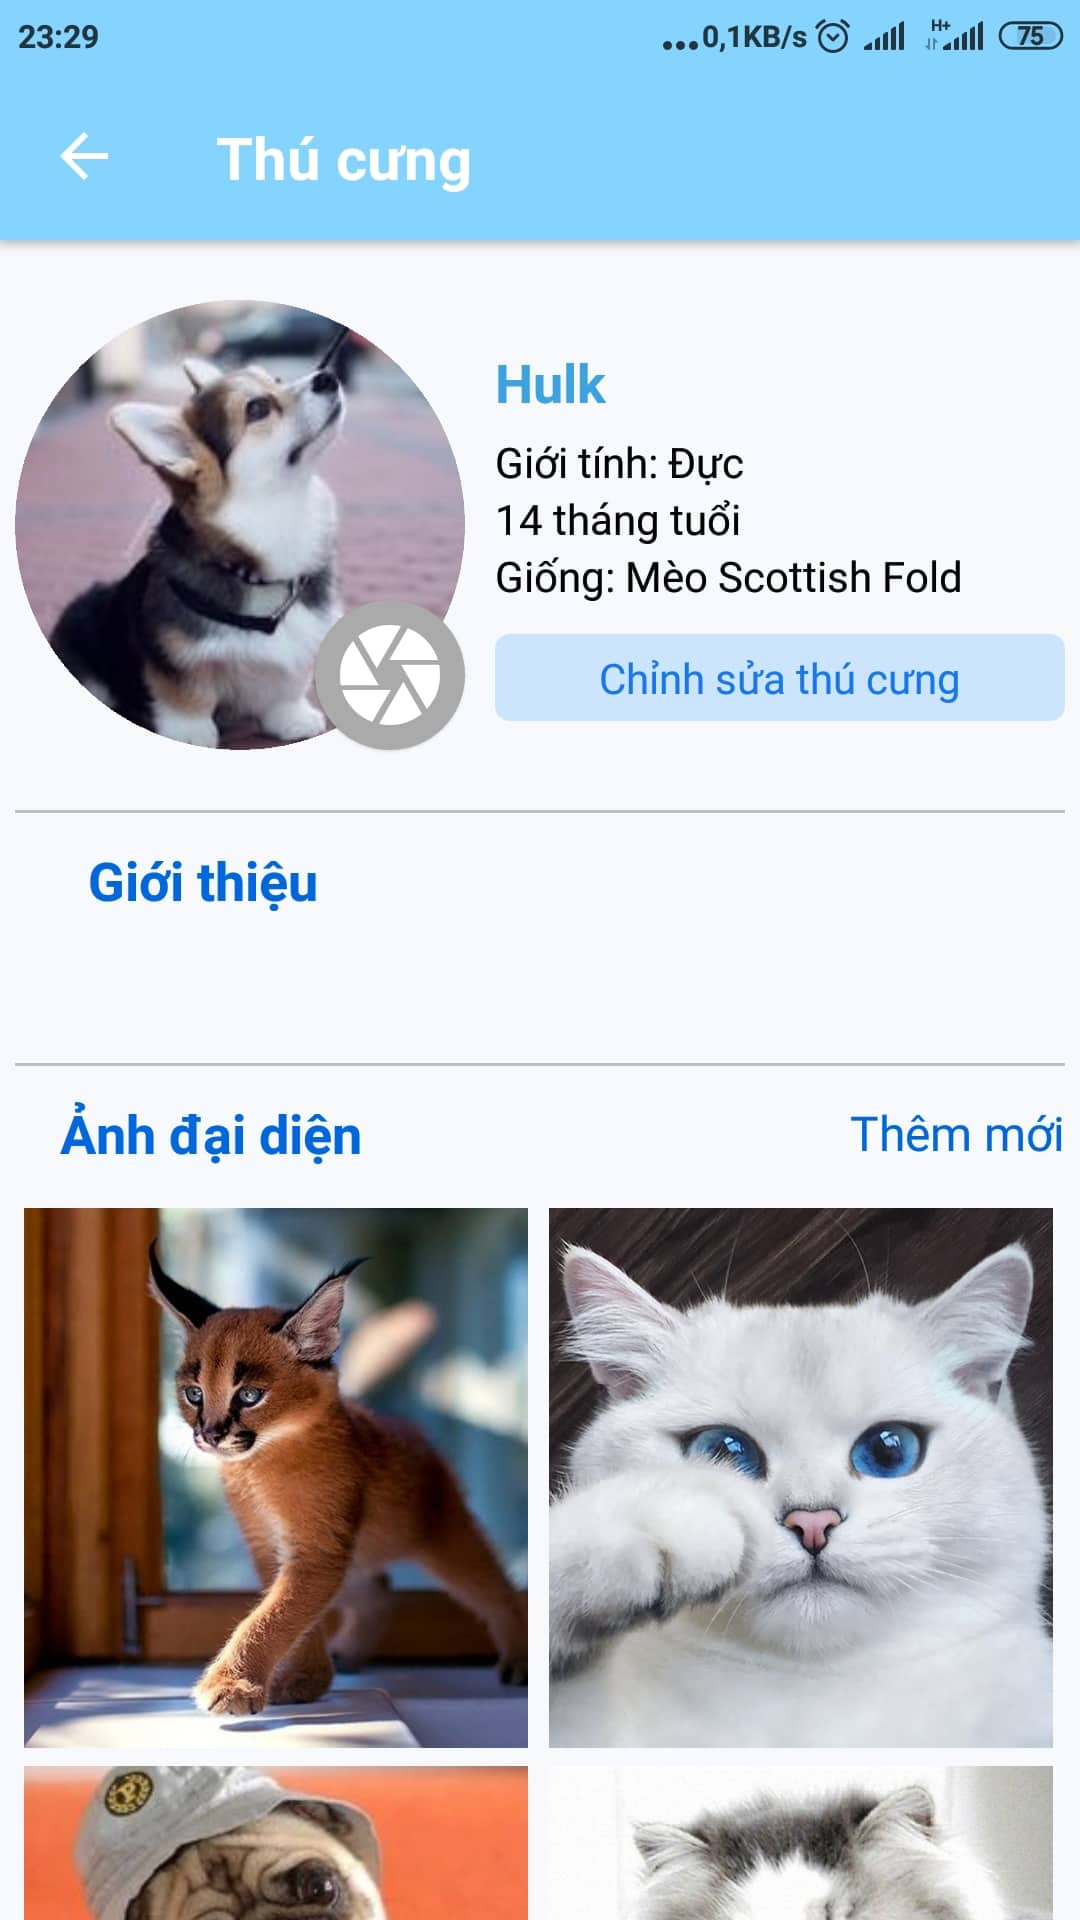 23:29
...0,1KB/s H+ 75
Thú cưng
Hulk
Giới tính: Đực
14 tháng tuổi
Giống: Mèo Scottish Fold
Chỉnh sửa thú cưng
Giới thiệu
Ảnh đại diện
Thêm mới